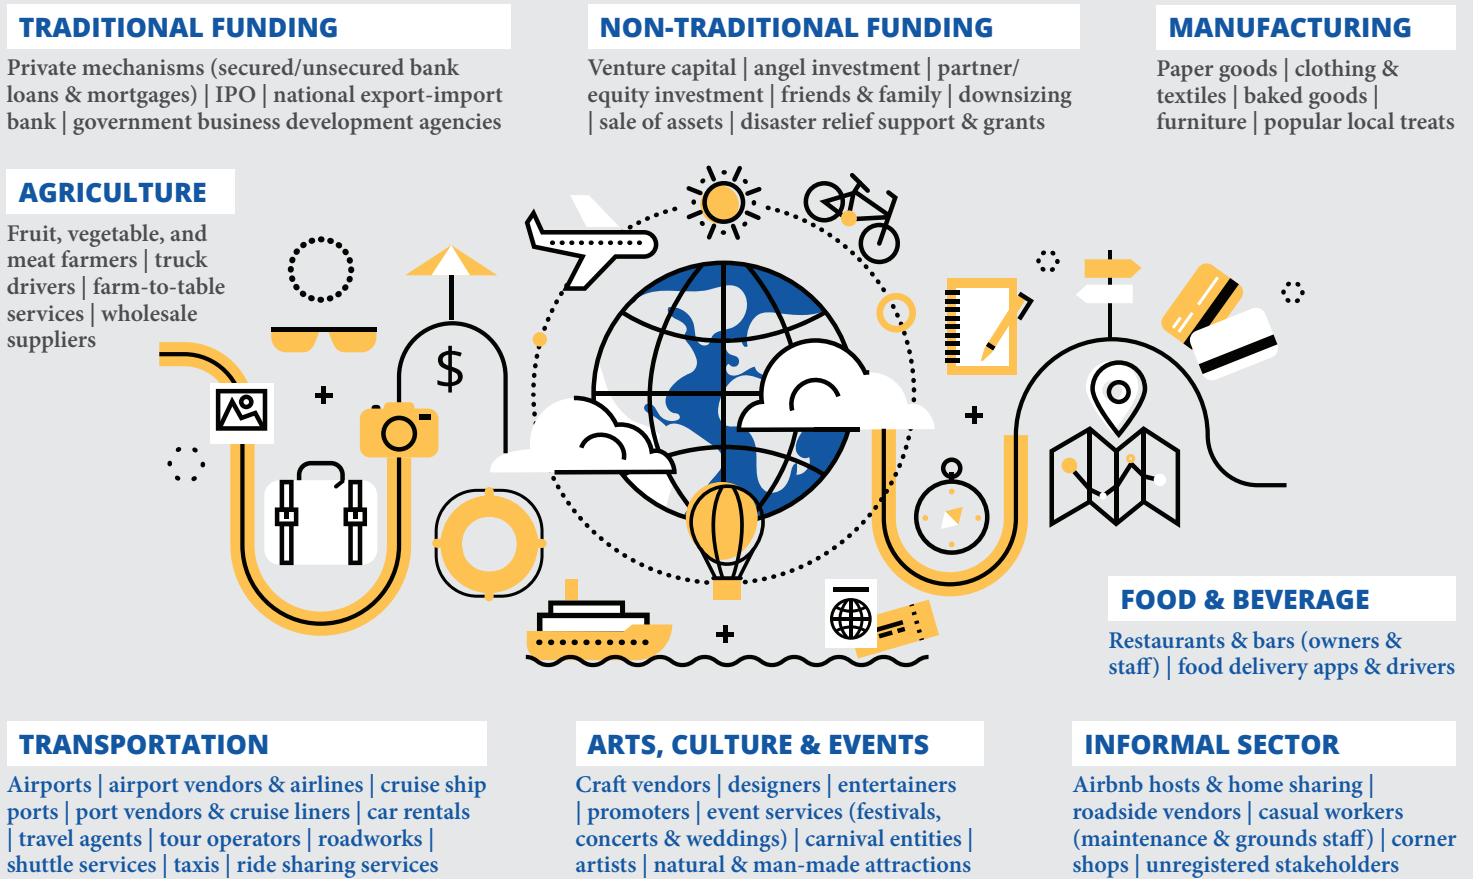 TRADITIONAL FUNDING
Private mechanisms (secured/unsecured bank
loans & mortgages) | IPO | national export-import
bank | government business development agencies
NON-TRADITIONAL FUNDING
Venture capital | angel investment | partner/
equity investment | friends & family | downsizing
| sale of assets | disaster relief support & grants
MANUFACTURING
Paper goods | clothing &
textiles | baked goods |
furniture | popular local treats
AGRICULTURE
Fruit, vegetable, and
meat farmers | truck
drivers | farm-to-table
services | wholesale
suppliers
$
FOOD & BEVERAGE
Restaurants & bars (owners &
staff) | food delivery apps & drivers
TRANSPORTATION
Airports | airport vendors & airlines | cruise ship
ports | port vendors & cruise liners | car rentals
| travel agents | tour operators | roadworks |
shuttle services | taxis | ride sharing services
ARTS, CULTURE & EVENTS
Craft vendors | designers | entertainers
| promoters | event services (festivals,
concerts & weddings) | carnival entities |
artists | natural & man-made attractions
INFORMAL SECTOR
Airbnb hosts & home sharing |
roadside vendors | casual workers
(maintenance & grounds staff) | corner
shops | unregistered stakeholders